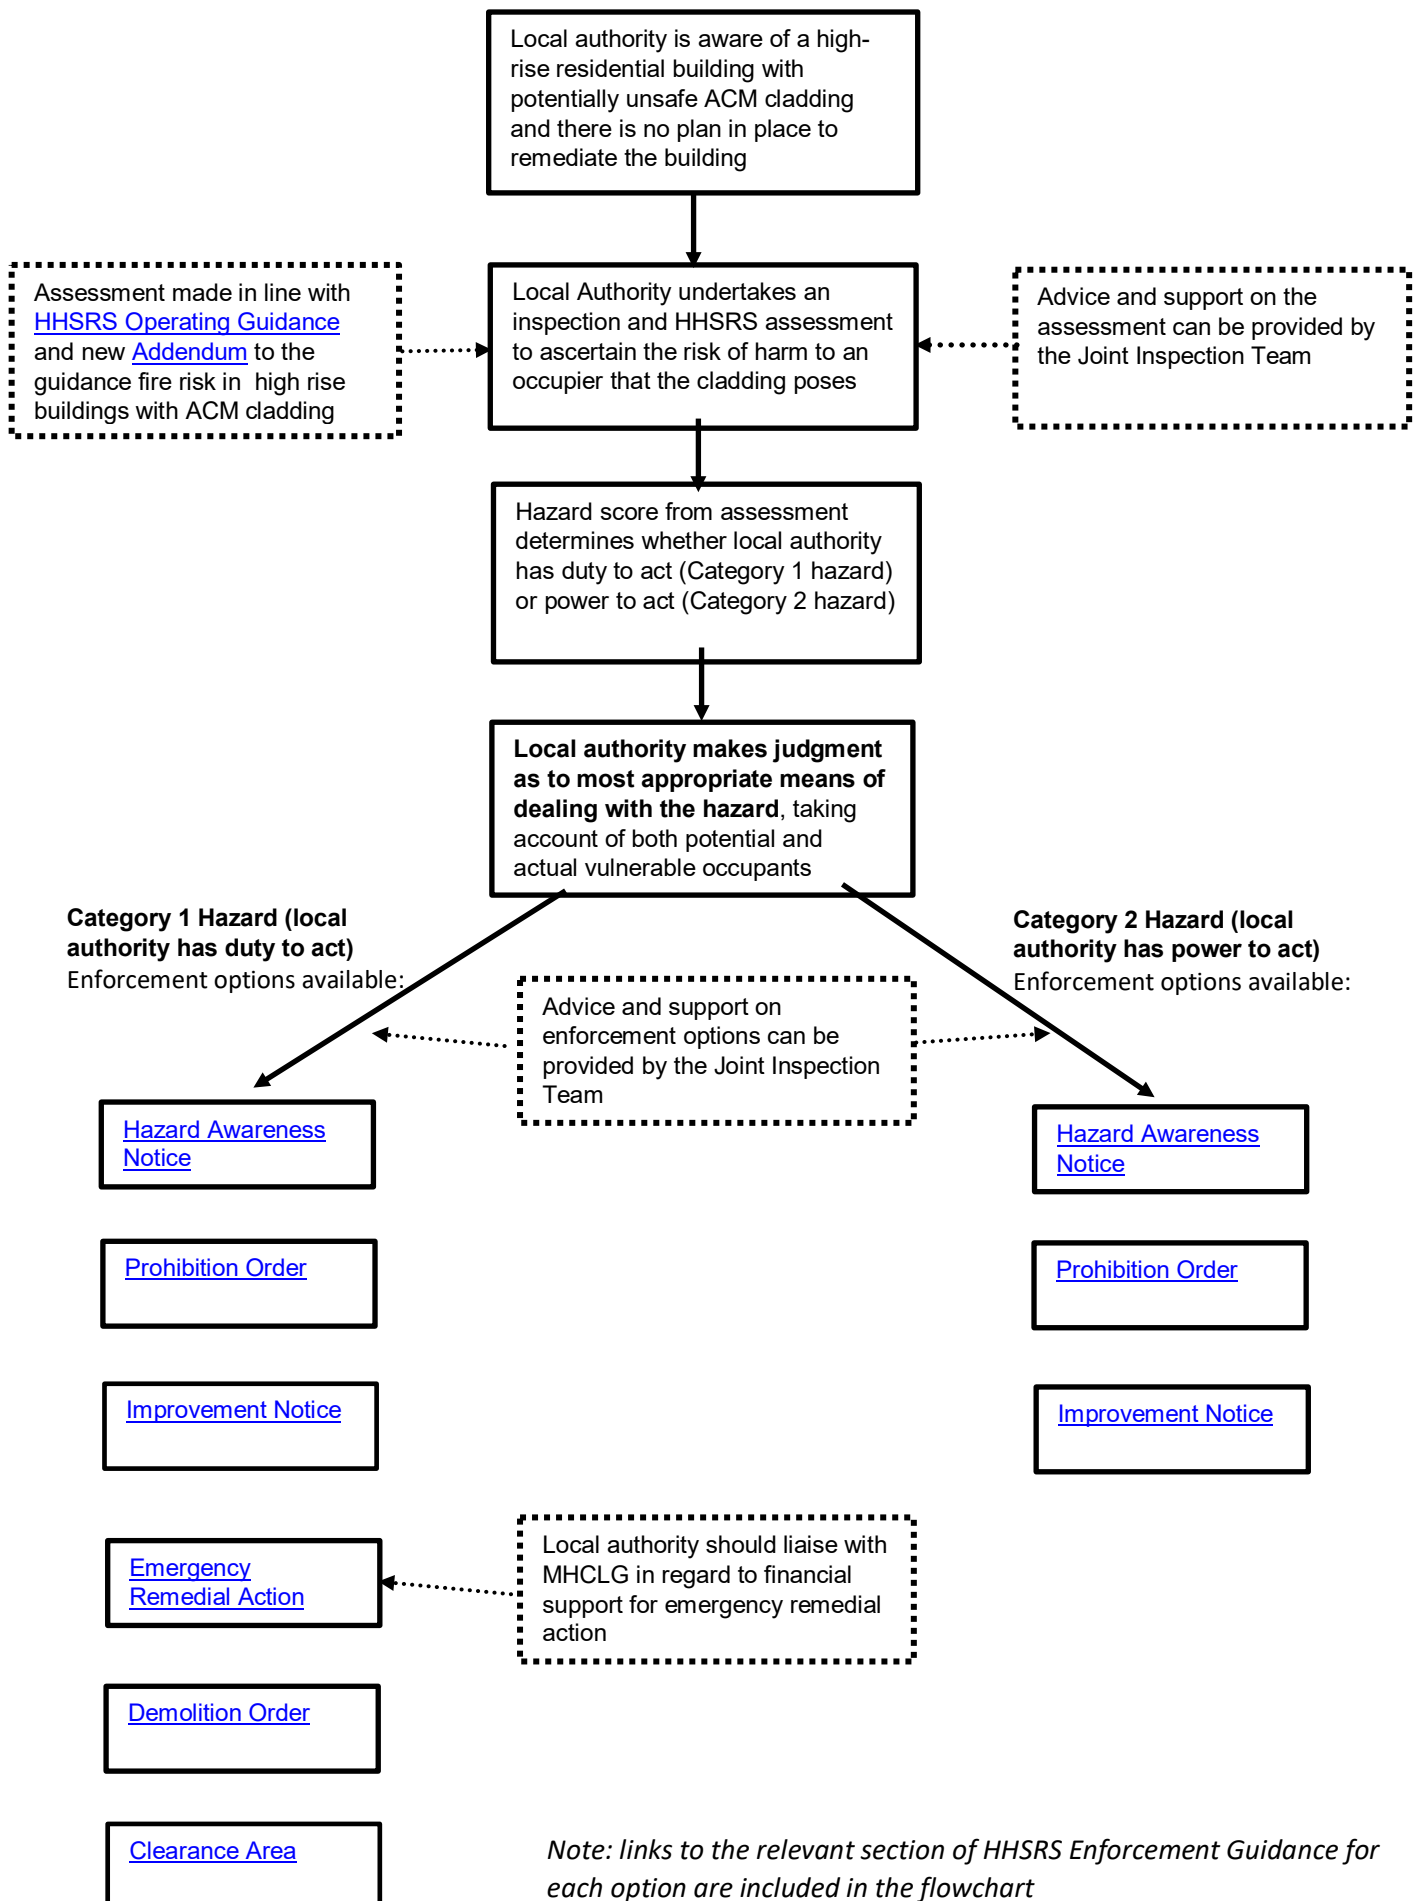 Local authority is aware of a high-
rise residential building with
potentially unsafe ACM cladding
and there is no plan in place to
remediate the building
Assessment made in line with
HHSRS Operating Guidance
and new Addendum to the
guidance fire risk in high rise
buildings with ACM cladding
Local Authority undertakes an
inspection and HHSRS assessment
to ascertain the risk of harm to an
occupier that the cladding poses
Advice and support on the
assessment can be provided by
the Joint Inspection Team
Hazard score from assessment
determines whether local authority
has duty to act (Category 1 hazard)
or power to act (Category 2 hazard)
Local authority makes judgment
as to most appropriate means of
dealing with the hazard, taking
account of both potential and
actual vulnerable occupants
Category 1 Hazard (local
authority has duty to act)
Enforcement options available:
Category 2 Hazard (local
authority has power to act)
Enforcement options available:
Advice and support on
enforcement options can be
provided by the Joint Inspection
Team
Hazard Awareness
Notice
Hazard Awareness
Notice
Prohibition Order
Prohibition Order
Improvement Notice
Improvement Notice
Emergency
Remedial Action
Local authority should liaise with
MHCLG in regard to financial
support for emergency remedial
action
Demolition Order
Clearance Area
Note: links to the relevant section of HHSRS Enforcement Guidance for
each option are included in the flowchart